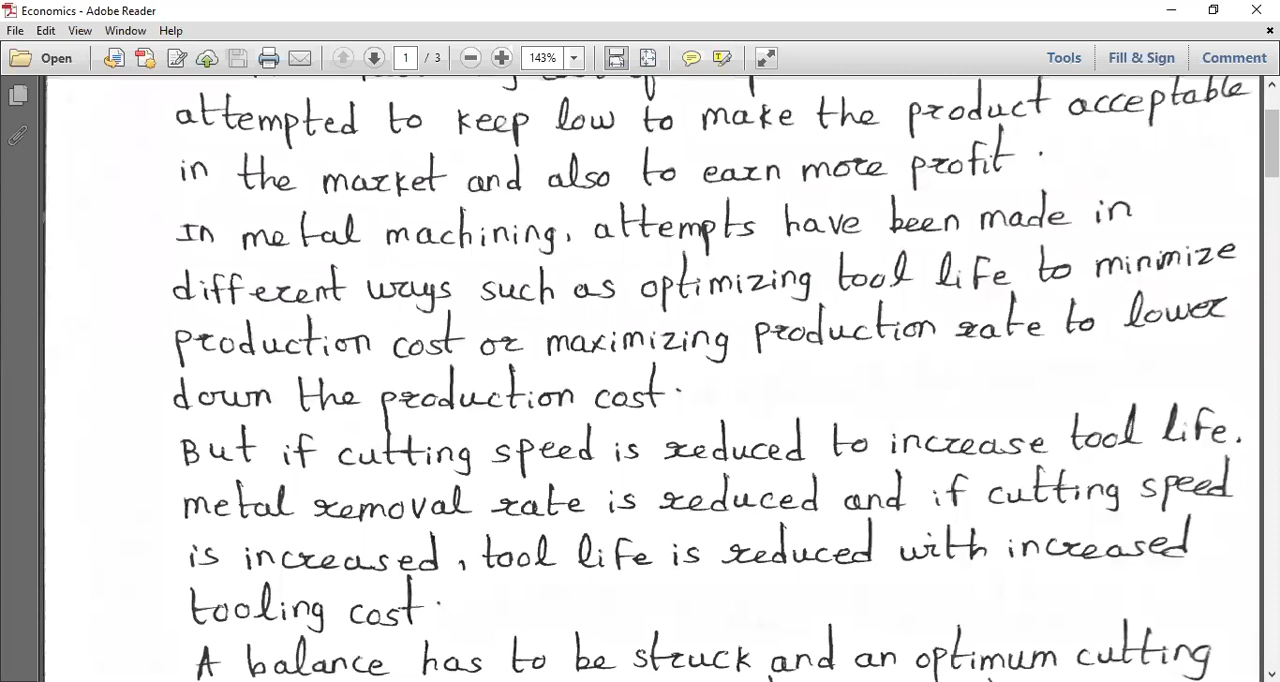 Economics - Adobe Reader
File Edit View Window Help
Open 1 / 3 143% Tools Fill & Sign Comment
attempted to keep low to make the product acceptable
in the market and also to earn more profit.
In metal machining, attempts have been made in
different ways such as optimizing tool life to minimize
production cost or maximizing production rate to lower
down the production cost.
But if cutting speed is reduced to increase tool life.
metal removal rate is reduced and if cutting speed
is increased, tool life is reduced with increased
tooling cost.
A balance has to be struck and an optimum cutting